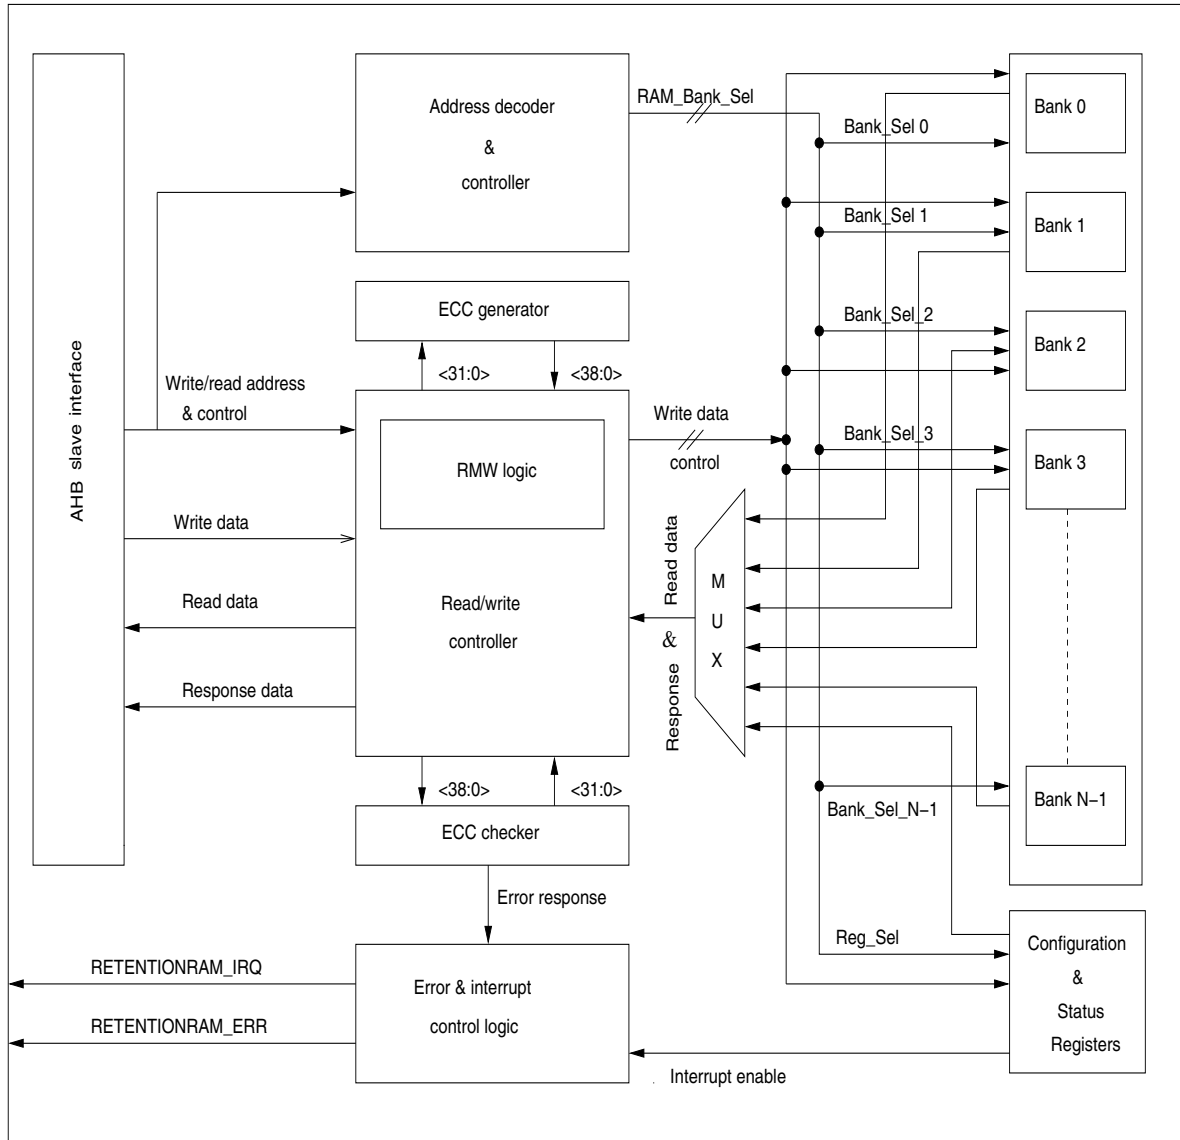 AHB slave interface
Address decoder
&
controller
RAM_Bank_Sel
Bank_Sel 0
Bank 0
Bank_Sel 1
Bank 1
ECC generator
<31:0>
<38:0>
Bank_Sel_2
Bank 2
Write/read address
& control
RMW logic
Write data
control
Bank_Sel_3
Bank 3
Write data
Read data
Response data
Read/write
controller
Response & Read data
M
U
X
<38:0>
<31:0>
ECC checker
Bank_Sel_N-1
Bank N-1
Error response
Reg_Sel
Configuration
&
Status
Registers
RETENTIONRAM_IRQ
RETENTIONRAM_ERR
Error & interrupt
control logic
Interrupt enable